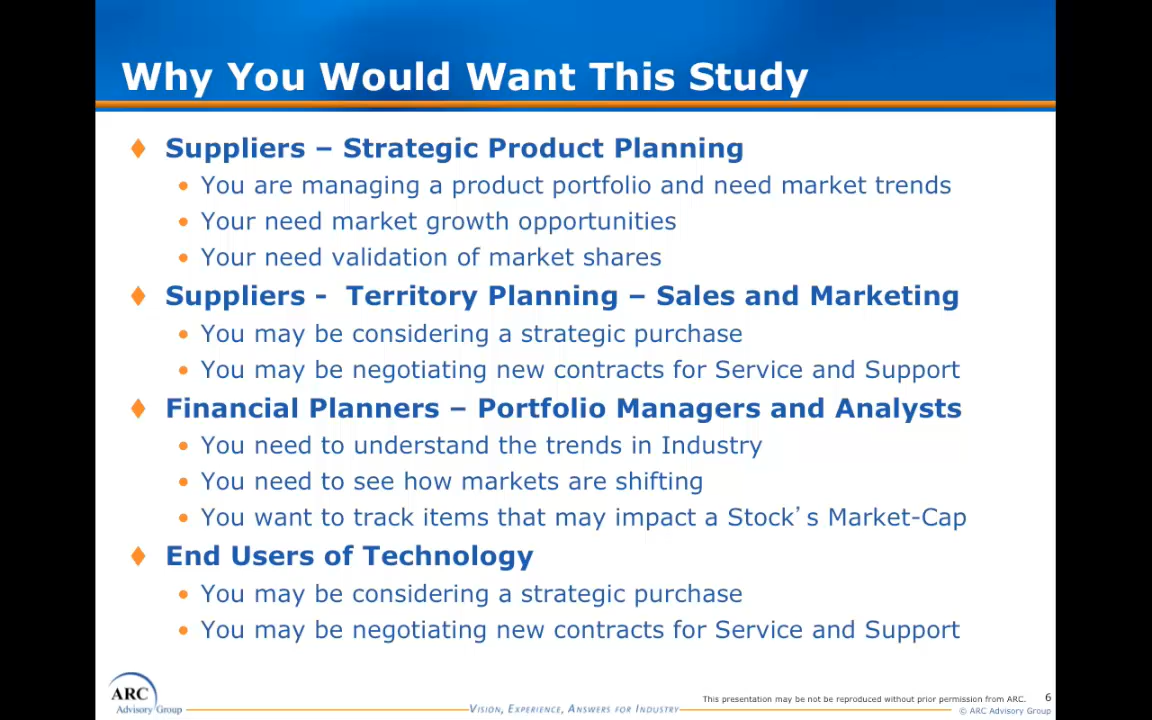 Why You Would Want This Study
Suppliers – Strategic Product Planning
You are managing a product portfolio and need market trends
Your need market growth opportunities
Your need validation of market shares
Suppliers - Territory Planning – Sales and Marketing
You may be considering a strategic purchase
You may be negotiating new contracts for Service and Support
Financial Planners – Portfolio Managers and Analysts
You need to understand the trends in Industry
You need to see how markets are shifting
You want to track items that may impact a Stock’s Market-Cap
End Users of Technology
You may be considering a strategic purchase
You may be negotiating new contracts for Service and Support
ARC
Advisory Group
Vision, Experience, Answers for Industry
This presentation may be not be reproduced without prior permission from ARC.
6
© ARC Advisory Group